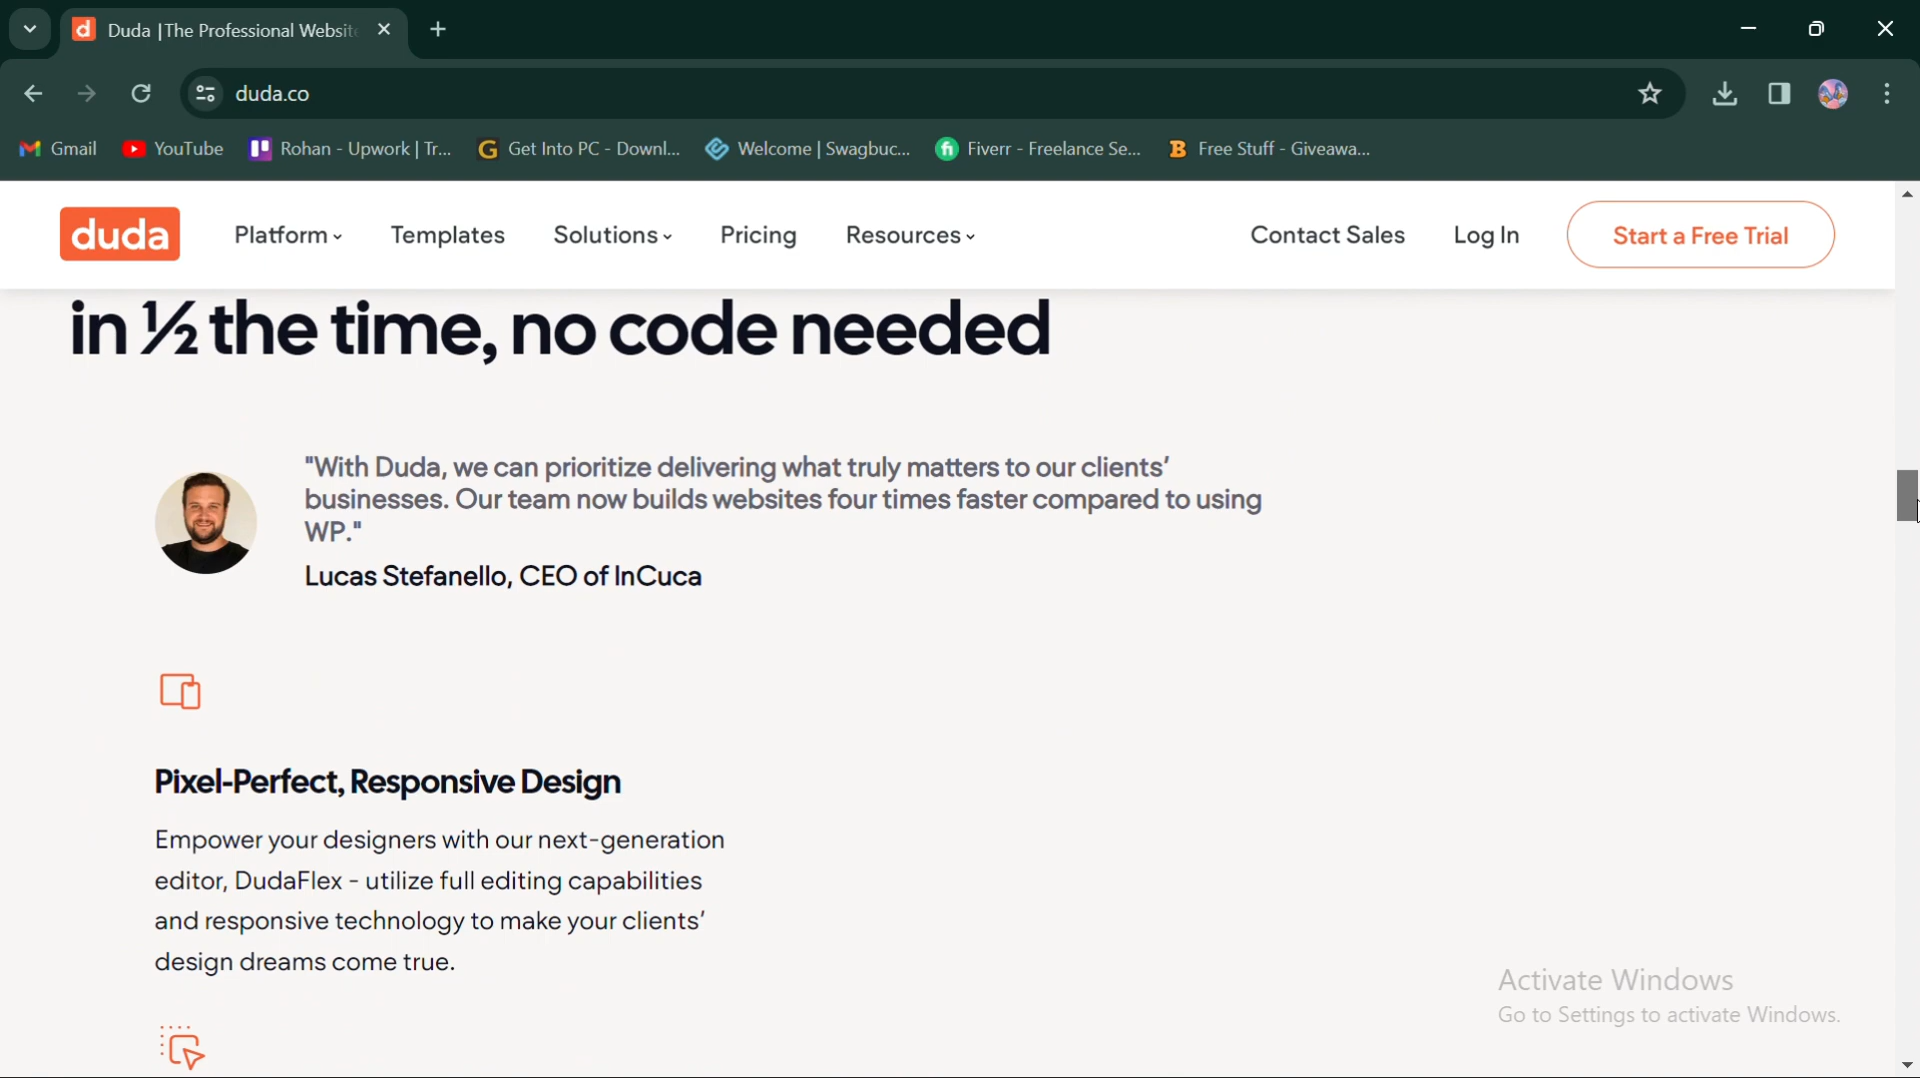 Duda |The Professional Websit
duda.co
Gmail
YouTube
Rohan - Upwork | Tr...
Get Into PC - Downl...
Welcome | Swagbuc...
Fiverr - Freelance Se...
Free Stuff - Giveawa...
duda
Platform
Templates
Solutions
Pricing
Resources
Contact Sales
Log In
Start a Free Trial
in ½ the time, no code needed
"With Duda, we can prioritize delivering what truly matters to our clients’
businesses. Our team now builds websites four times faster compared to using
WP."
Lucas Stefanello, CEO of InCuca
Pixel-Perfect, Responsive Design
Empower your designers with our next-generation
editor, DudaFlex - utilize full editing capabilities
and responsive technology to make your clients’
design dreams come true.
Activate Windows
Go to Settings to activate Windows.